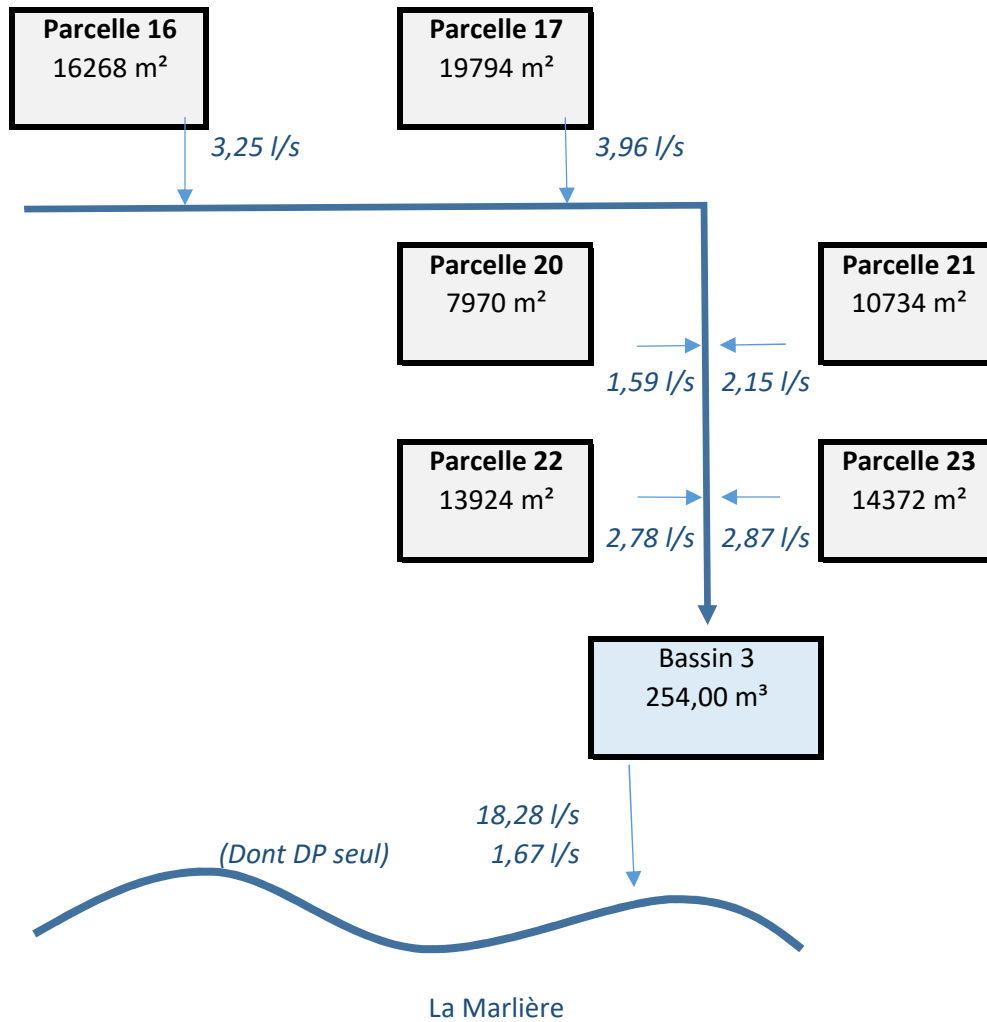 Parcelle 16
16268 m²
Parcelle 17
19794 m²
3,25 l/s
3,96 l/s
Parcelle 20
7970 m²
Parcelle 21
10734 m²
1,59 l/s
2,15 l/s
Parcelle 22
13924 m²
Parcelle 23
14372 m²
2,78 l/s
2,87 l/s
Bassin 3
254,00 m³
18,28 l/s
(Dont DP seul) 1,67 l/s
La Marlière